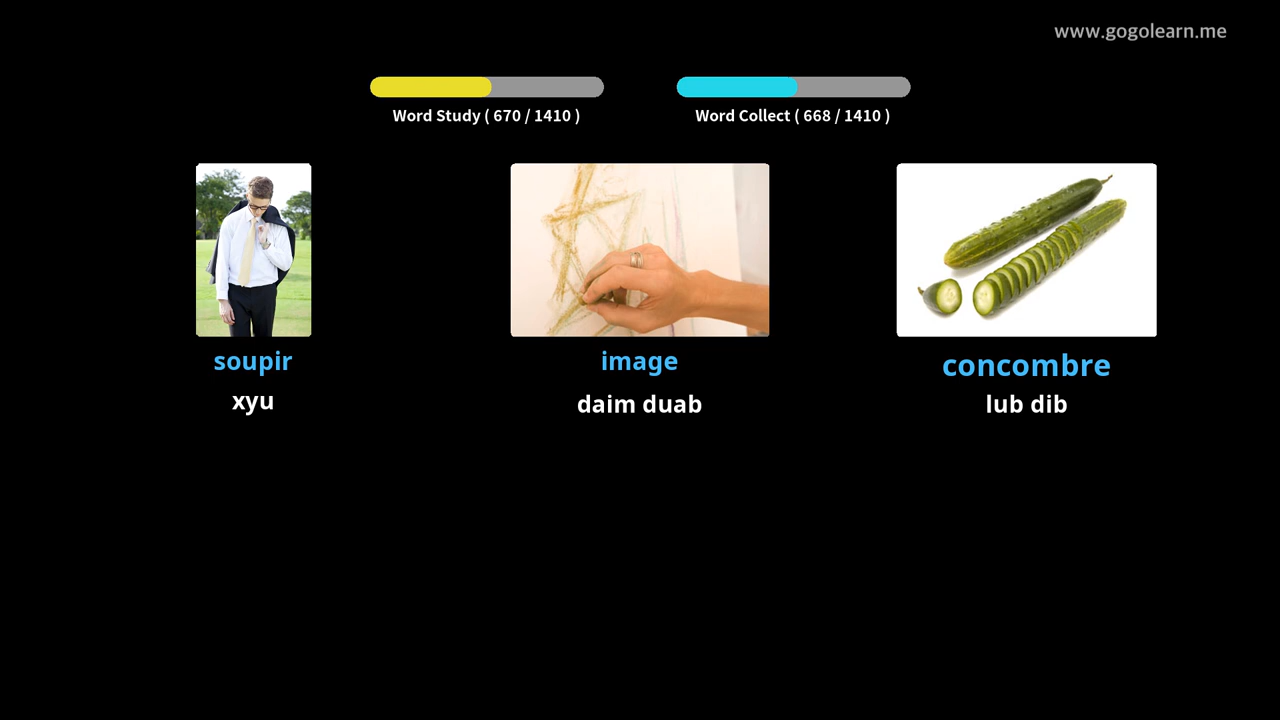 www.gogolearn.me
Word Study ( 670 / 1410 )
Word Collect ( 668 / 1410 )
soupir
xyu
image
daim duab
concombre
lub dib